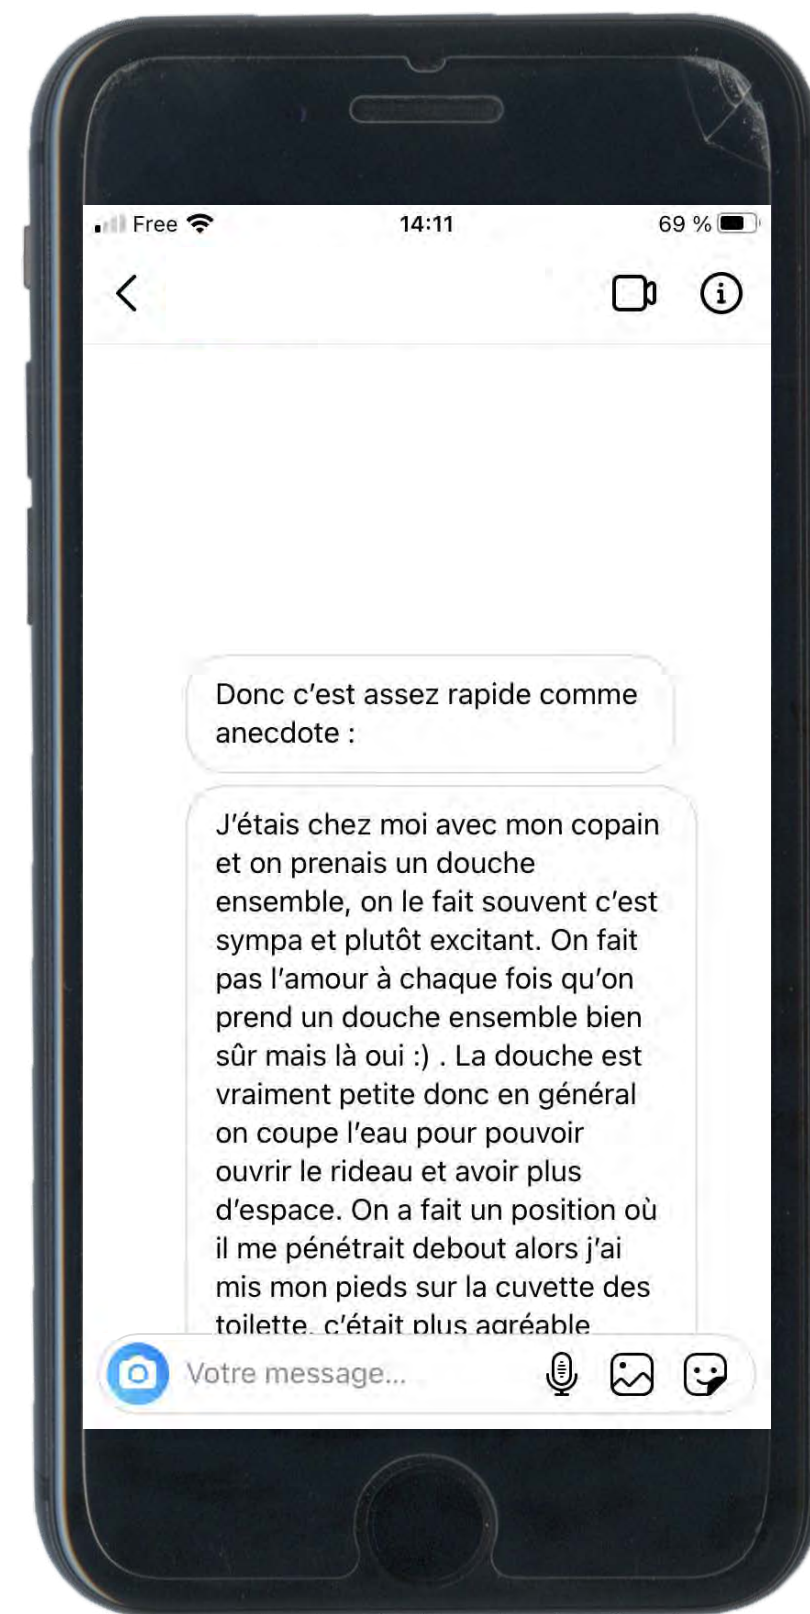 Free
14:11
69 %
Donc c’est assez rapide comme
anecdote :
J’étais chez moi avec mon copain
et on prenais un douche
ensemble, on le fait souvent c’est
sympa et plutôt excitant. On fait
pas l’amour à chaque fois qu’on
prend un douche ensemble bien
sûr mais là oui :) . La douche est
vraiment petite donc en général
on coupe l’eau pour pouvoir
ouvrir le rideau et avoir plus
d’espace. On a fait un position où
il me pénétrait debout alors j’ai
mis mon pieds sur la cuvette des
toilette, c’était plus agréable
Votre message...